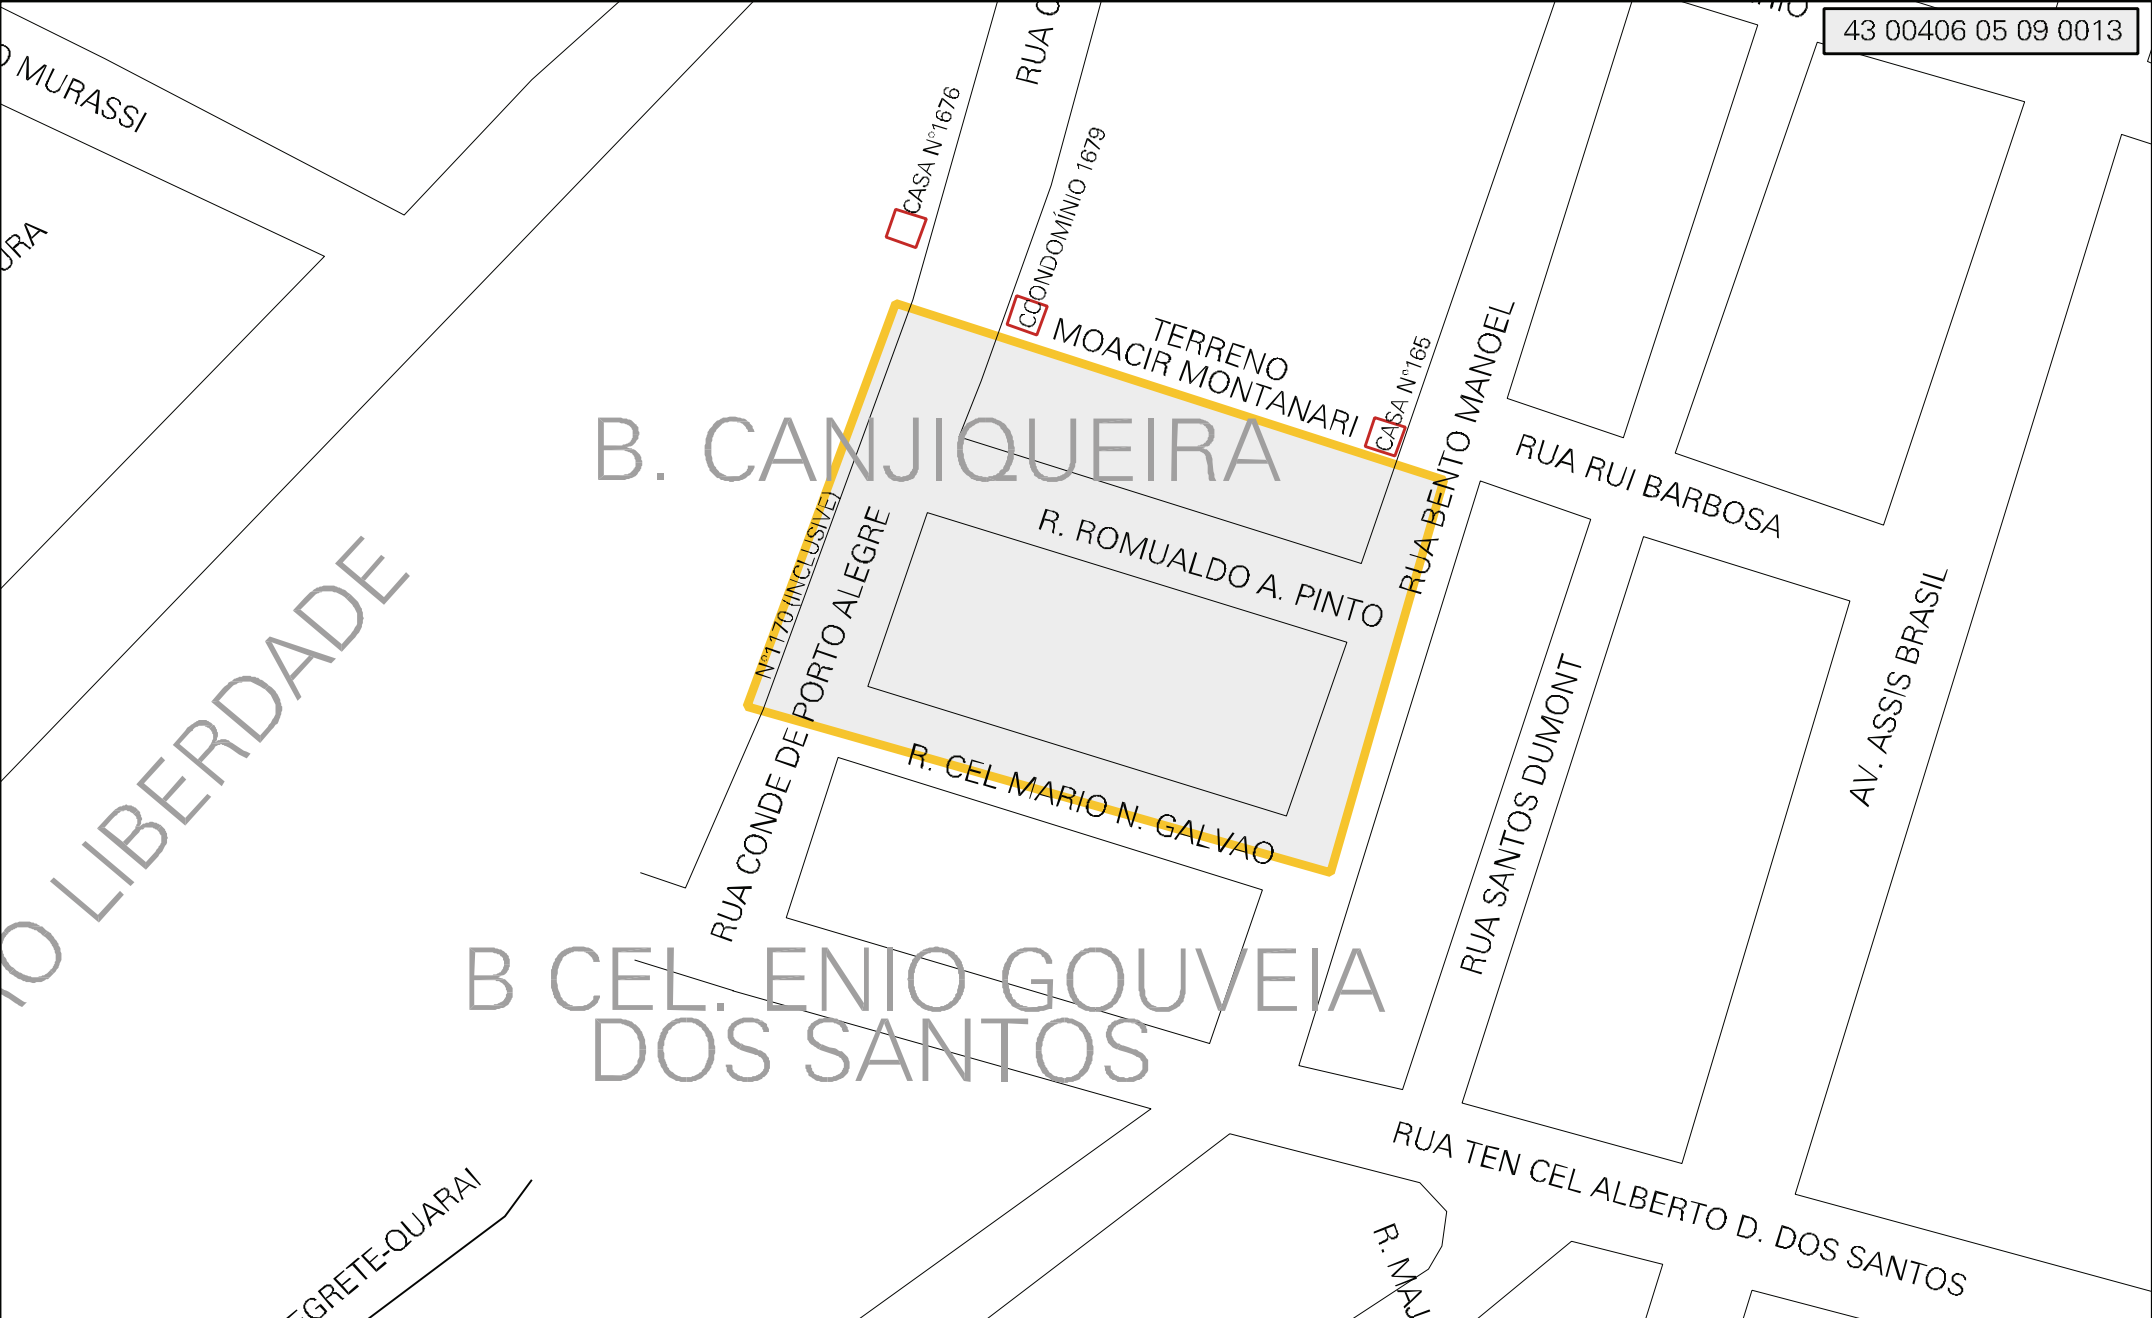 43 00406 05 09 0013
MURASSI
RUA
CASA N°1676
CONDOMÍNIO 1679
TERRENO
MOACIR MONTANARI
CASA N°165
RUA BENTO MANOEL
B. CANJIQUEIRA
RUA RUI BARBOSA
R. ROMUALDO A. PINTO
N°1170 (INCLUSIVE)
RUA CONDE DE PORTO ALEGRE
LIBERDADE
R. CEL MARIO N. GALVAO
RUA SANTOS DUMONT
AV. ASSIS BRASIL
B CEL. ENIO GOUVEIA
DOS SANTOS
RUA TEN CEL ALBERTO D. DOS SANTOS
EGRETE-QUARAI
R. MAJ